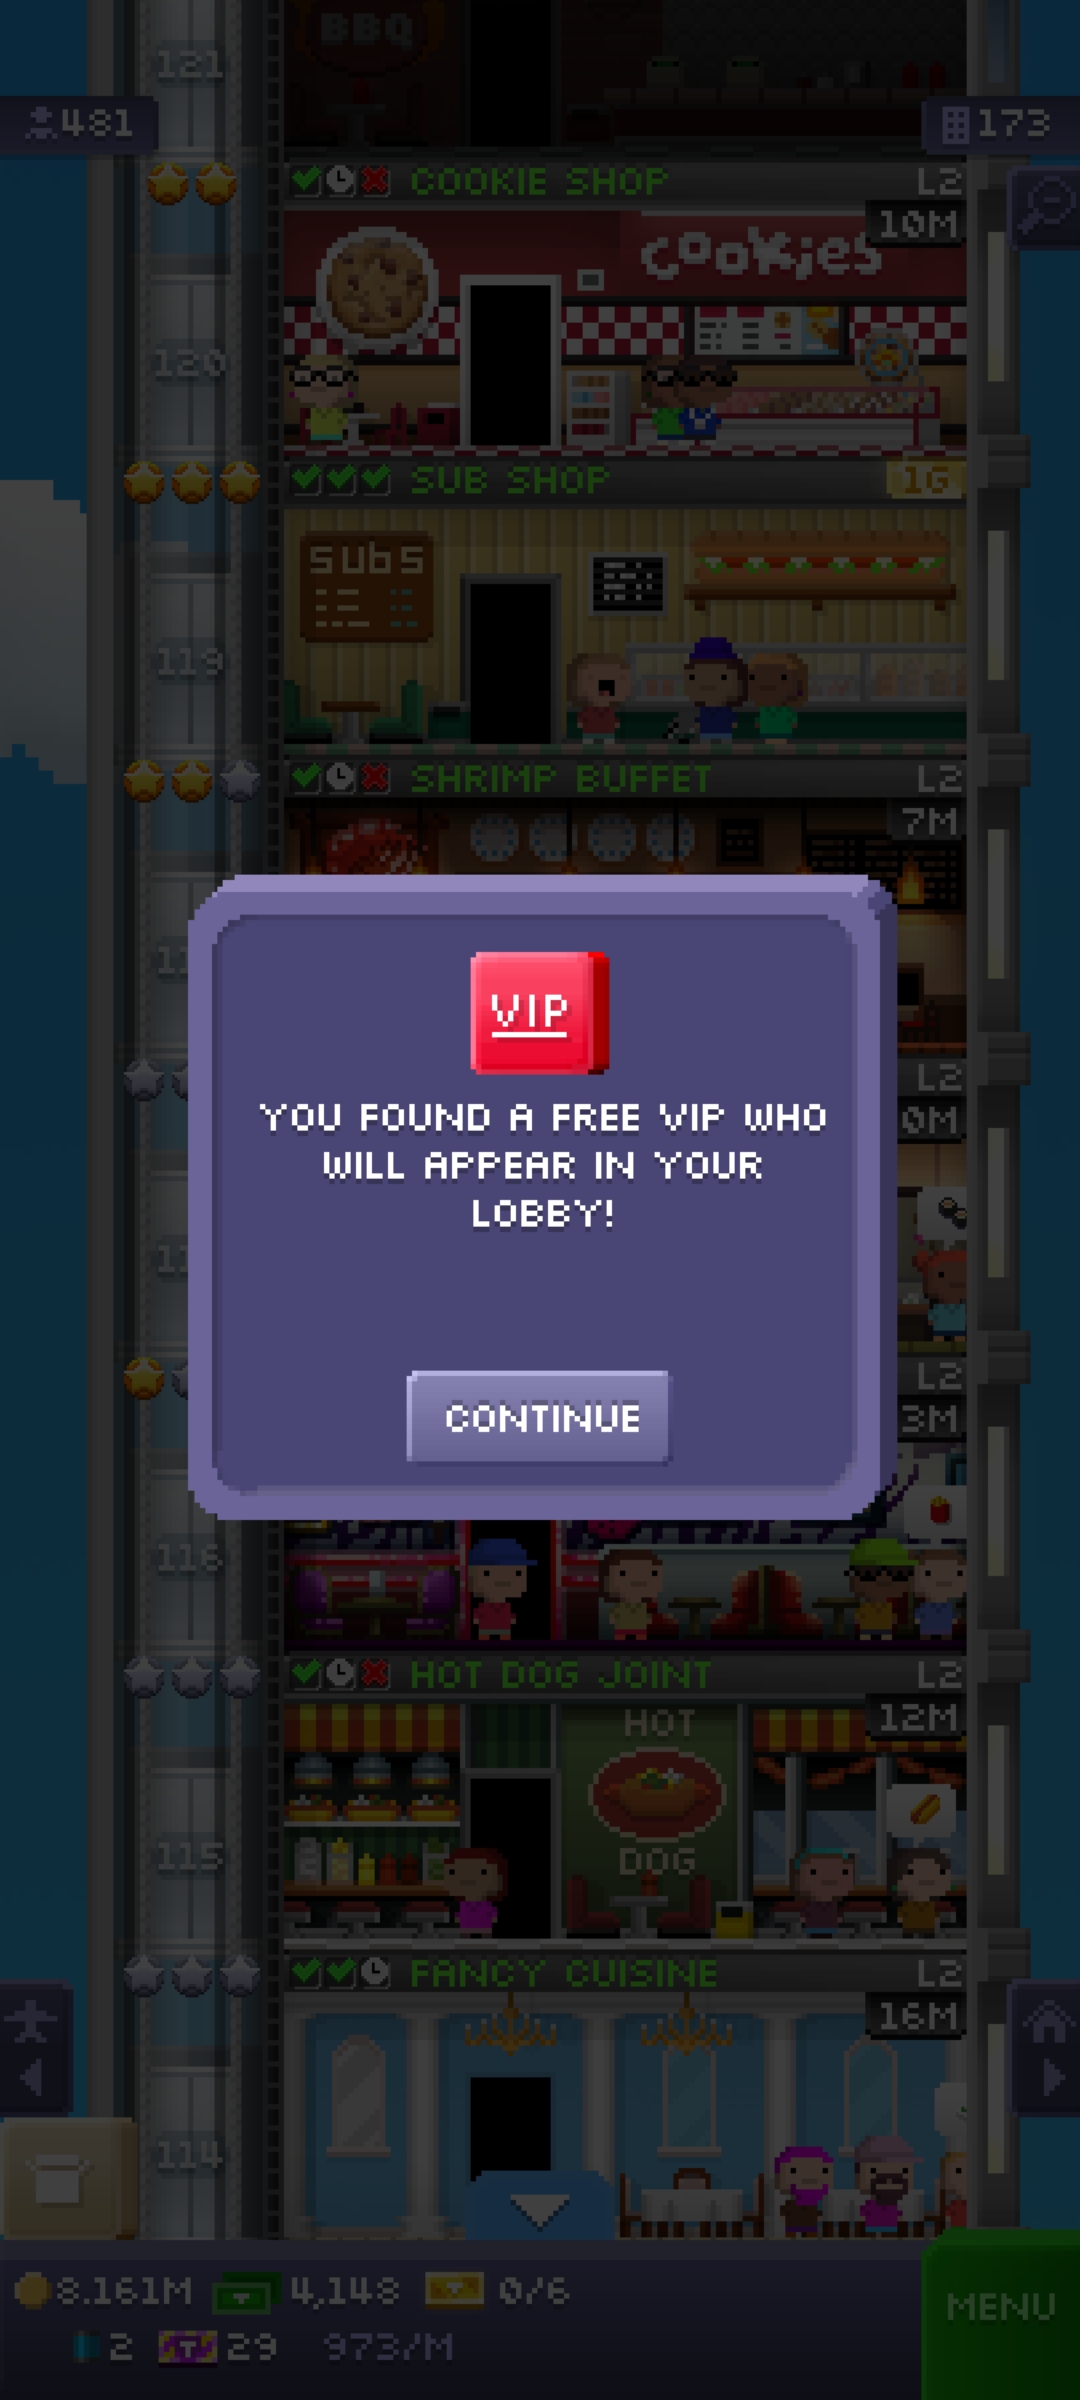 BBQ
121
481
173
COOKIE SHOP
L2
10M
cookies
120
SUB SHOP
1G
SUbS
119
SHRIMP BUFFET
L2
7M
VIP
L2
0M
YOU FOUND A FREE VIP WHO
WILL APPEAR IN YOUR
LOBBY!
L2
3M
CONTINUE
116
HOT DOG JOINT
L2
12M
HOT
DOG
115
FANCY CUISINE
L2
16M
114
8.161M 4,148 0/6
2 29 973/M
MENU